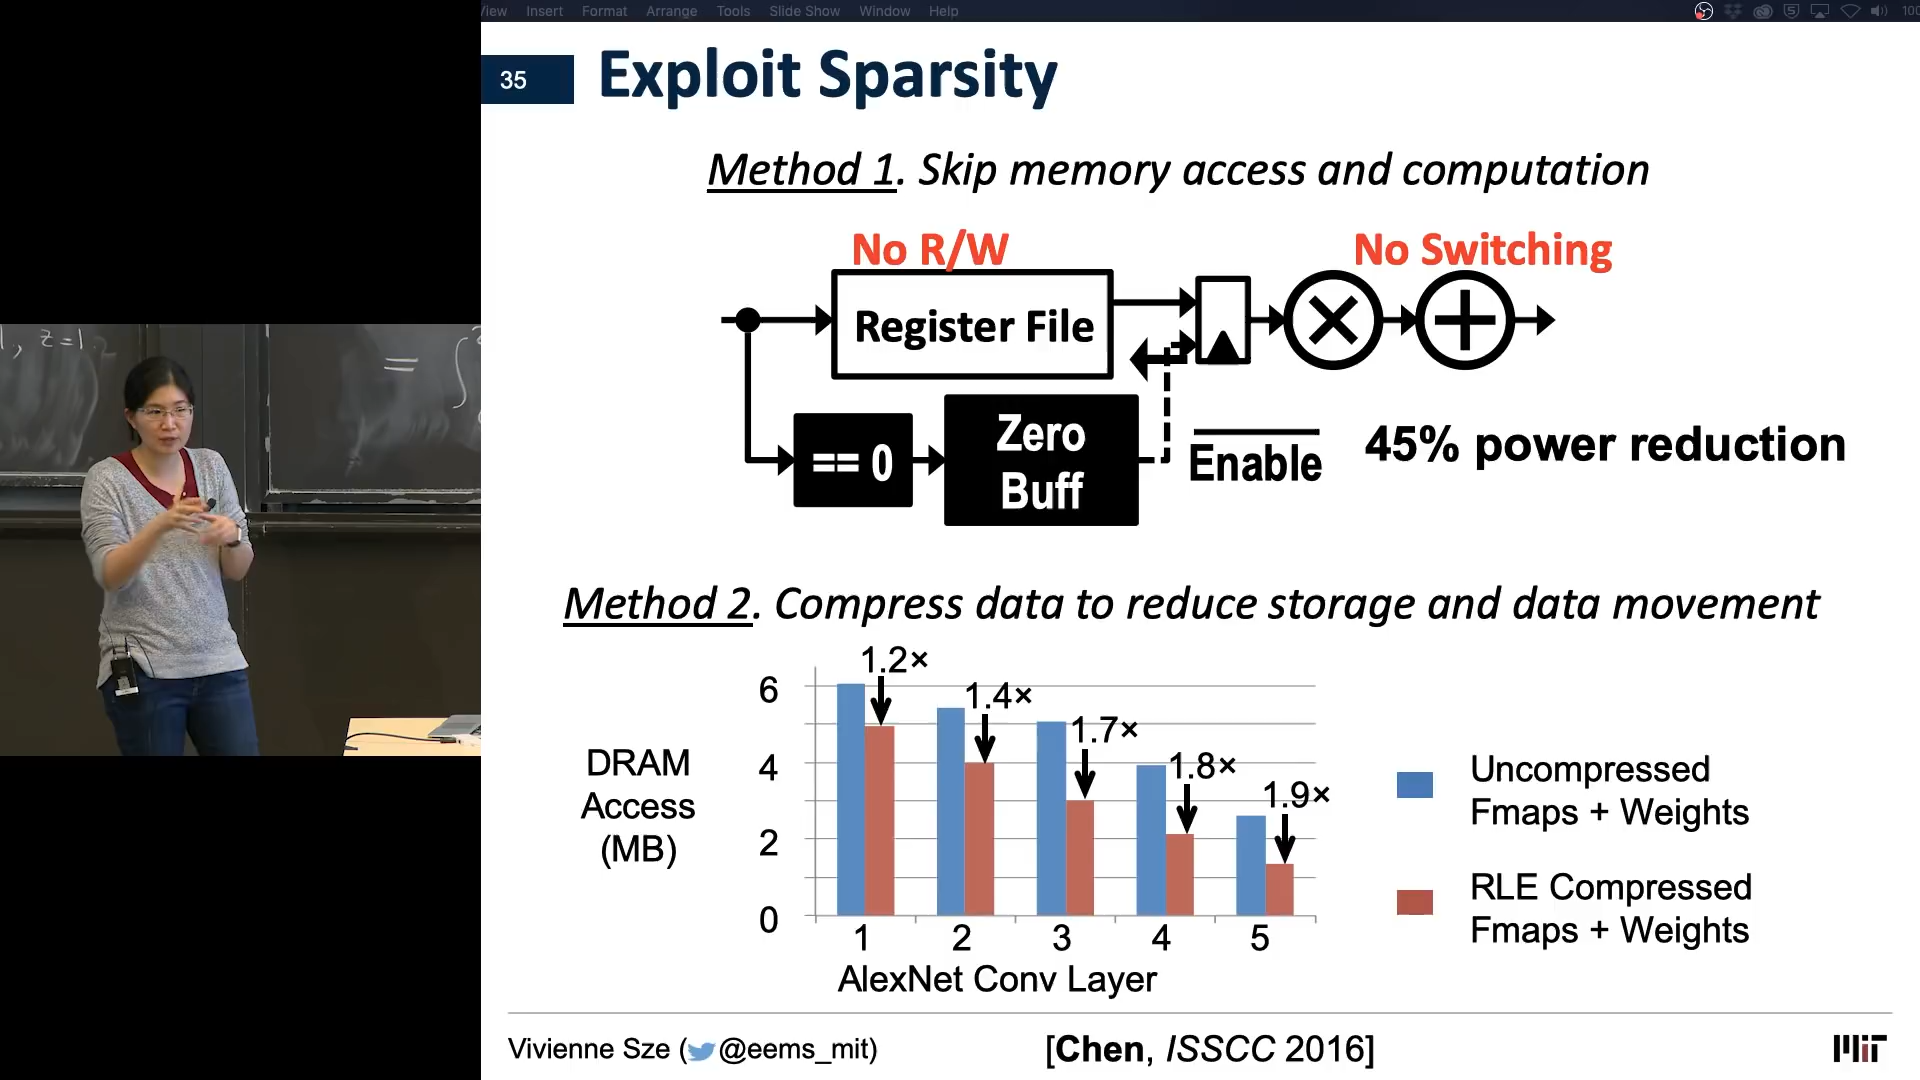 View Insert Format Arrange Tools Slide Show Window Help
35
Exploit Sparsity
Method 1. Skip memory access and computation
No R/W
No Switching
Register File
== 0
Zero
Buff
Enable
45% power reduction
Method 2. Compress data to reduce storage and data movement
1.2×
1.4×
1.7×
1.8×
1.9×
6
4
2
0
DRAM
Access
(MB)
1 2 3 4 5
AlexNet Conv Layer
Uncompressed
Fmaps + Weights
RLE Compressed
Fmaps + Weights
Vivienne Sze (@eems_mit)
[Chen, ISSCC 2016]
MIT
, z=1
= ∫